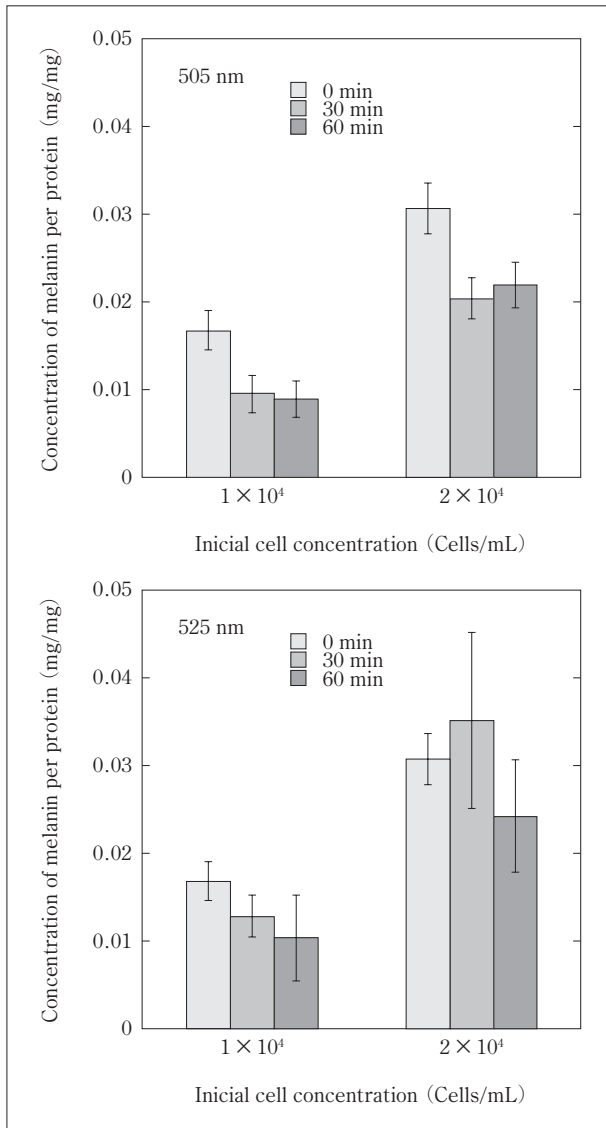 Concentration of melanin per protein (mg/mg)
0.05
0.04
0.03
0.02
0.01
0
505 nm
0 min
30 min
60 min
1×10⁴
2×10⁴
Inicial cell concentration (Cells/mL)
Concentration of melanin per protein (mg/mg)
0.05
0.04
0.03
0.02
0.01
0
525 nm
0 min
30 min
60 min
1×10⁴
2×10⁴
Inicial cell concentration (Cells/mL)